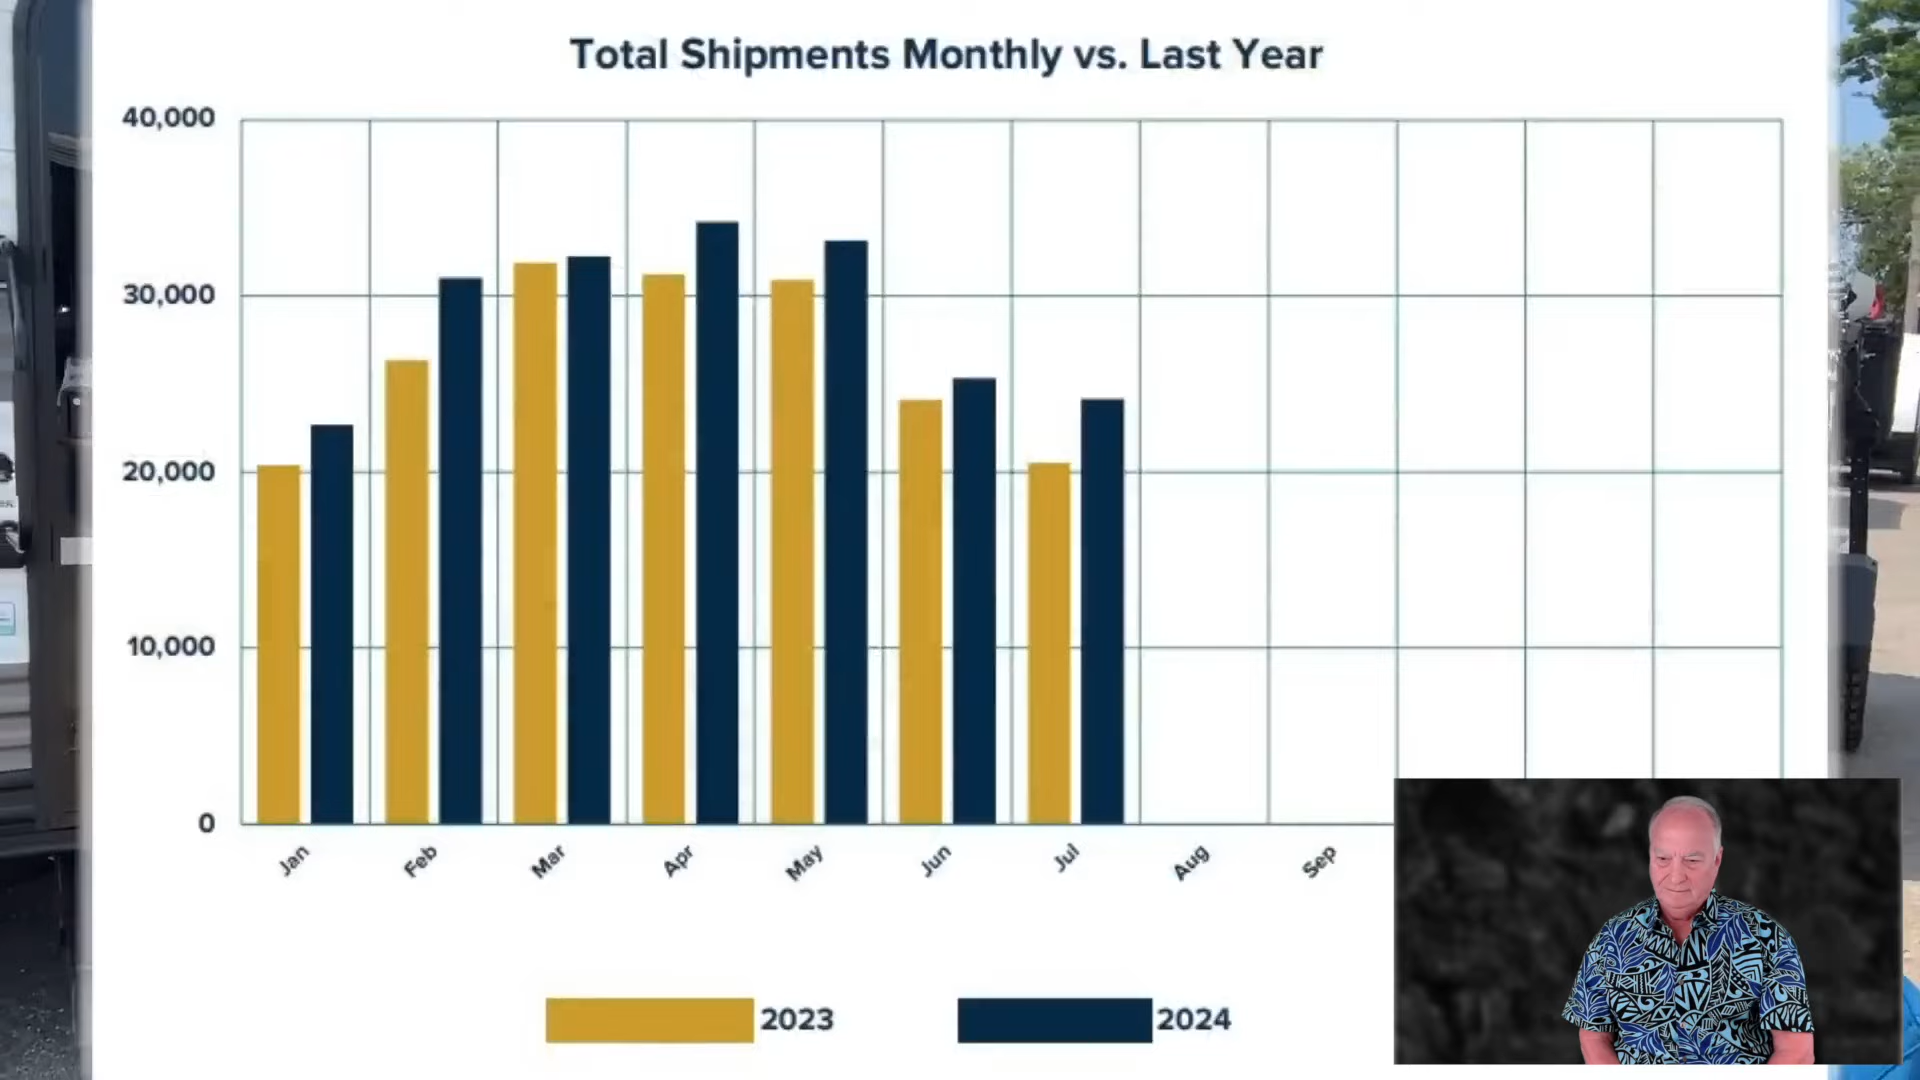 Total Shipments Monthly vs. Last Year
40,000
30,000
20,000
10,000
0
Jan
Feb
Mar
Apr
May
Jun
Jul
Aug
Sep
2023
2024